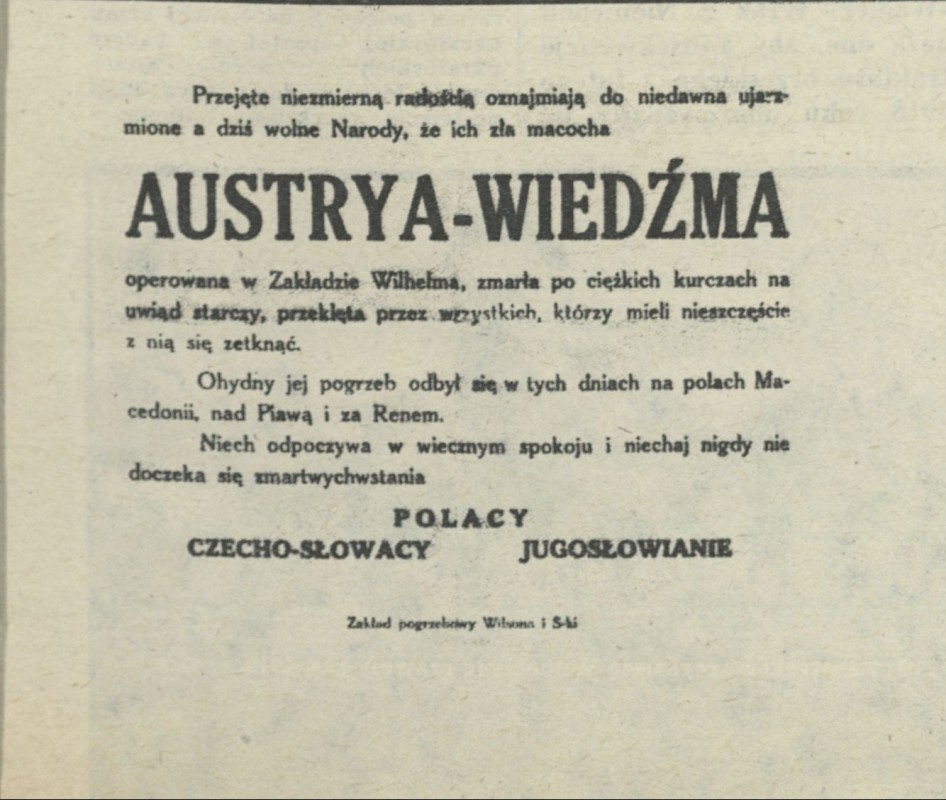 Przejęte niezmierną radością oznajmiają do niedawna ujarz-
mione a dziś wolne Narody, że ich zła macocha
AUSTRYA-WIEDŹMA
operowana w Zakładzie Wilhelma, zmarła po ciężkich kurczach na
uwiąd starczy, przeklęta przez wrzystkich, którzy mieli nieszczęście
z nią się zetknąć.
Ohydny jej pogrzeb odbył się w tych dniach na polach Ma-
cedonii, nad Piawą i za Renem.
Niech odpoczywa w wiecznym spokoju i niechaj nigdy nie
doczeka się zmartwychwstania
POLACY
CZECHO-SŁOWACY JUGOSŁOWIANIE
Zakład pogrzebowy Wilsona i S-ki